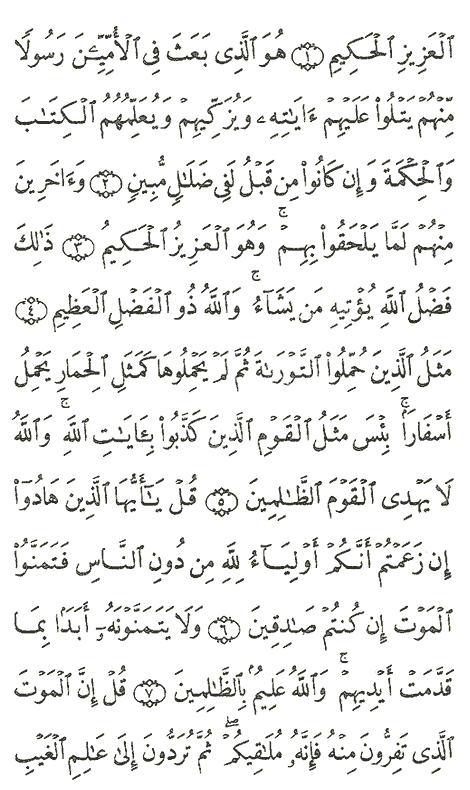 ٱلْعَزِيزِ ٱلْحَكِيمِ ۝١ هُوَ ٱلَّذِى بَعَثَ فِى ٱلْأُمِّيِّـۧنَ رَسُولًا
مِّنْهُمْ يَتْلُوا۟ عَلَيْهِمْ ءَايَـٰتِهِۦ وَيُزَكِّيهِمْ وَيُعَلِّمُهُمُ ٱلْكِتَـٰبَ
وَٱلْحِكْمَةَ وَإِن كَانُوا۟ مِن قَبْلُ لَفِى ضَلَـٰلٍ مُّبِينٍ ۝٢ وَءَاخَرِينَ
مِنْهُمْ لَمَّا يَلْحَقُوا۟ بِهِمْ ۚ وَهُوَ ٱلْعَزِيزُ ٱلْحَكِيمُ ۝٣ ذَٰلِكَ
فَضْلُ ٱللَّهِ يُؤْتِيهِ مَن يَشَآءُ ۚ وَٱللَّهُ ذُو ٱلْفَضْلِ ٱلْعَظِيمِ ۝٤
مَثَلُ ٱلَّذِينَ حُمِّلُوا۟ ٱلتَّوْرَىٰةَ ثُمَّ لَمْ يَحْمِلُوهَا كَمَثَلِ ٱلْحِمَارِ يَحْمِلُ
أَسْفَارًۢا ۚ بِئْسَ مَثَلُ ٱلْقَوْمِ ٱلَّذِينَ كَذَّبُوا۟ بِـَٔايَـٰتِ ٱللَّهِ ۚ وَٱللَّهُ
لَا يَهْدِى ٱلْقَوْمَ ٱلظَّـٰلِمِينَ ۝٥ قُلْ يَـٰٓأَيُّهَا ٱلَّذِينَ هَادُوٓا۟
إِن زَعَمْتُمْ أَنَّكُمْ أَوْلِيَآءُ لِلَّهِ مِن دُونِ ٱلنَّاسِ فَتَمَنَّوُا۟
ٱلْمَوْتَ إِن كُنتُمْ صَـٰدِقِينَ ۝٦ وَلَا يَتَمَنَّوْنَهُۥٓ أَبَدًۢا بِمَا
قَدَّمَتْ أَيْدِيهِمْ ۚ وَٱللَّهُ عَلِيمٌۢ بِٱلظَّـٰلِمِينَ ۝٧ قُلْ إِنَّ ٱلْمَوْتَ
ٱلَّذِى تَفِرُّونَ مِنْهُ فَإِنَّهُۥ مُلَـٰقِيكُمْ ۖ ثُمَّ تُرَدُّونَ إِلَىٰ عَـٰلِمِ ٱلْغَيْبِ